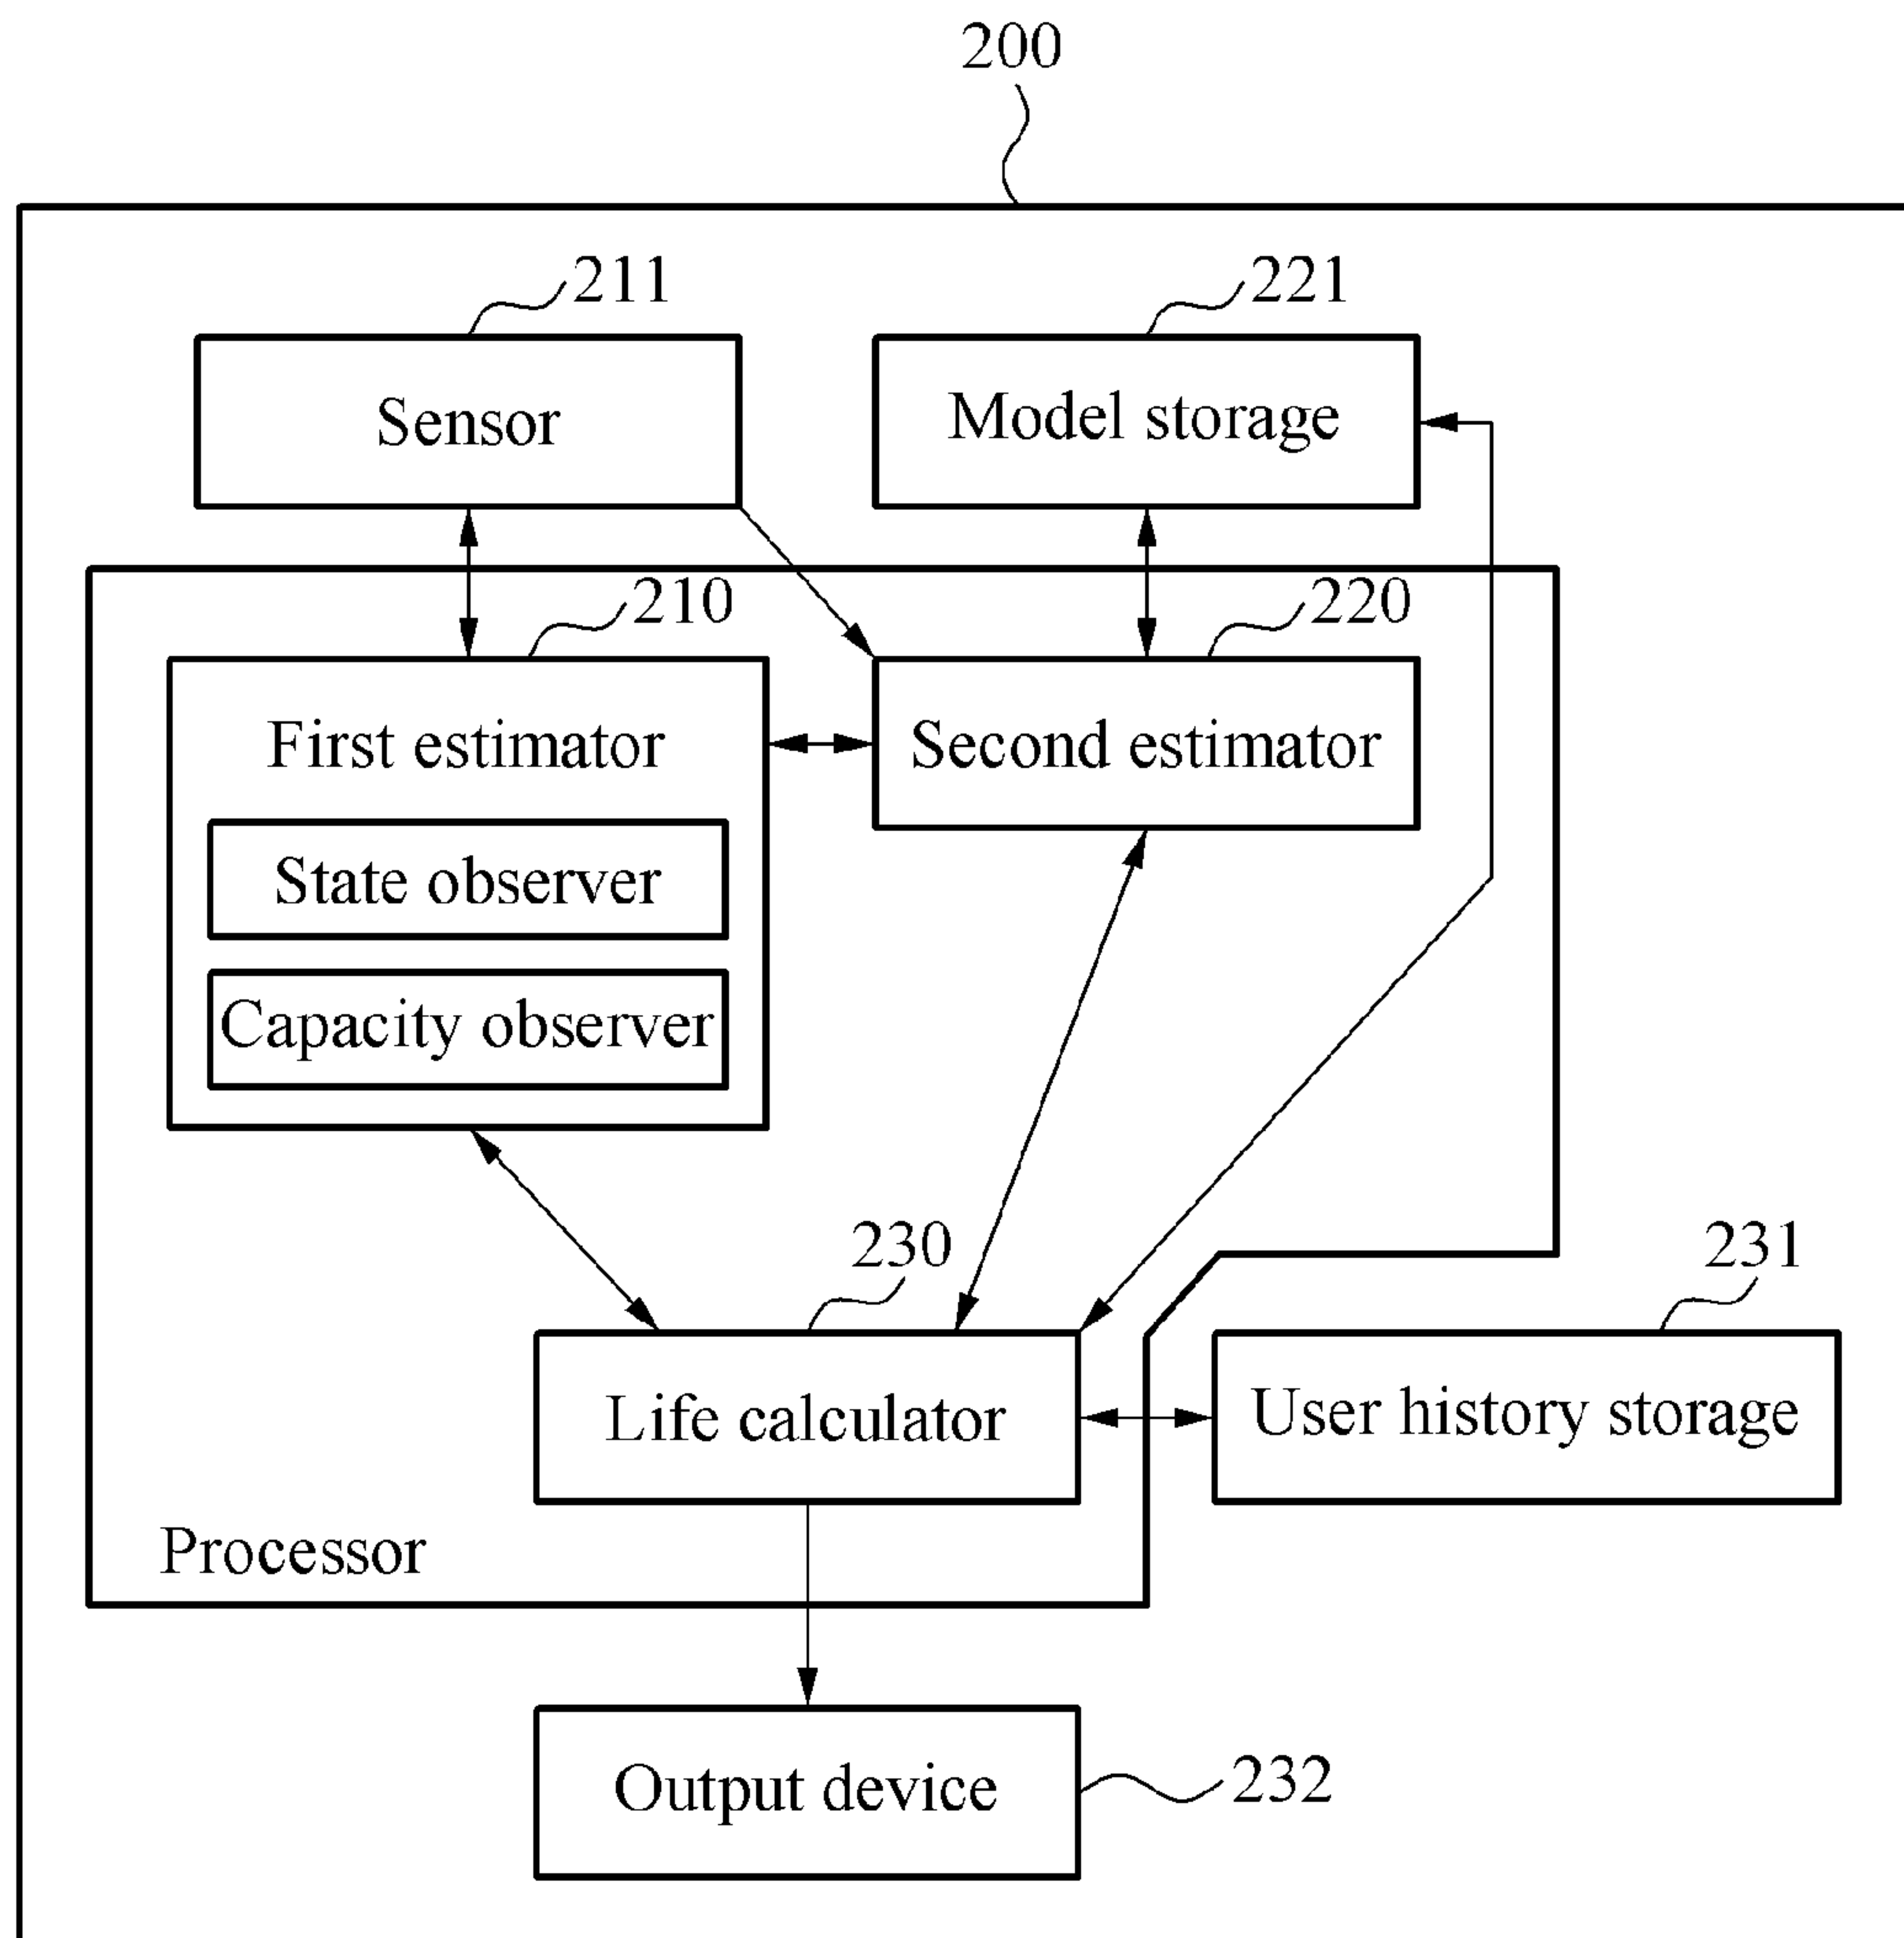 200
211
221
Sensor
Model storage
210
220
First estimator
Second estimator
State observer
Capacity observer
230
231
Life calculator
User history storage
Processor
Output device
232